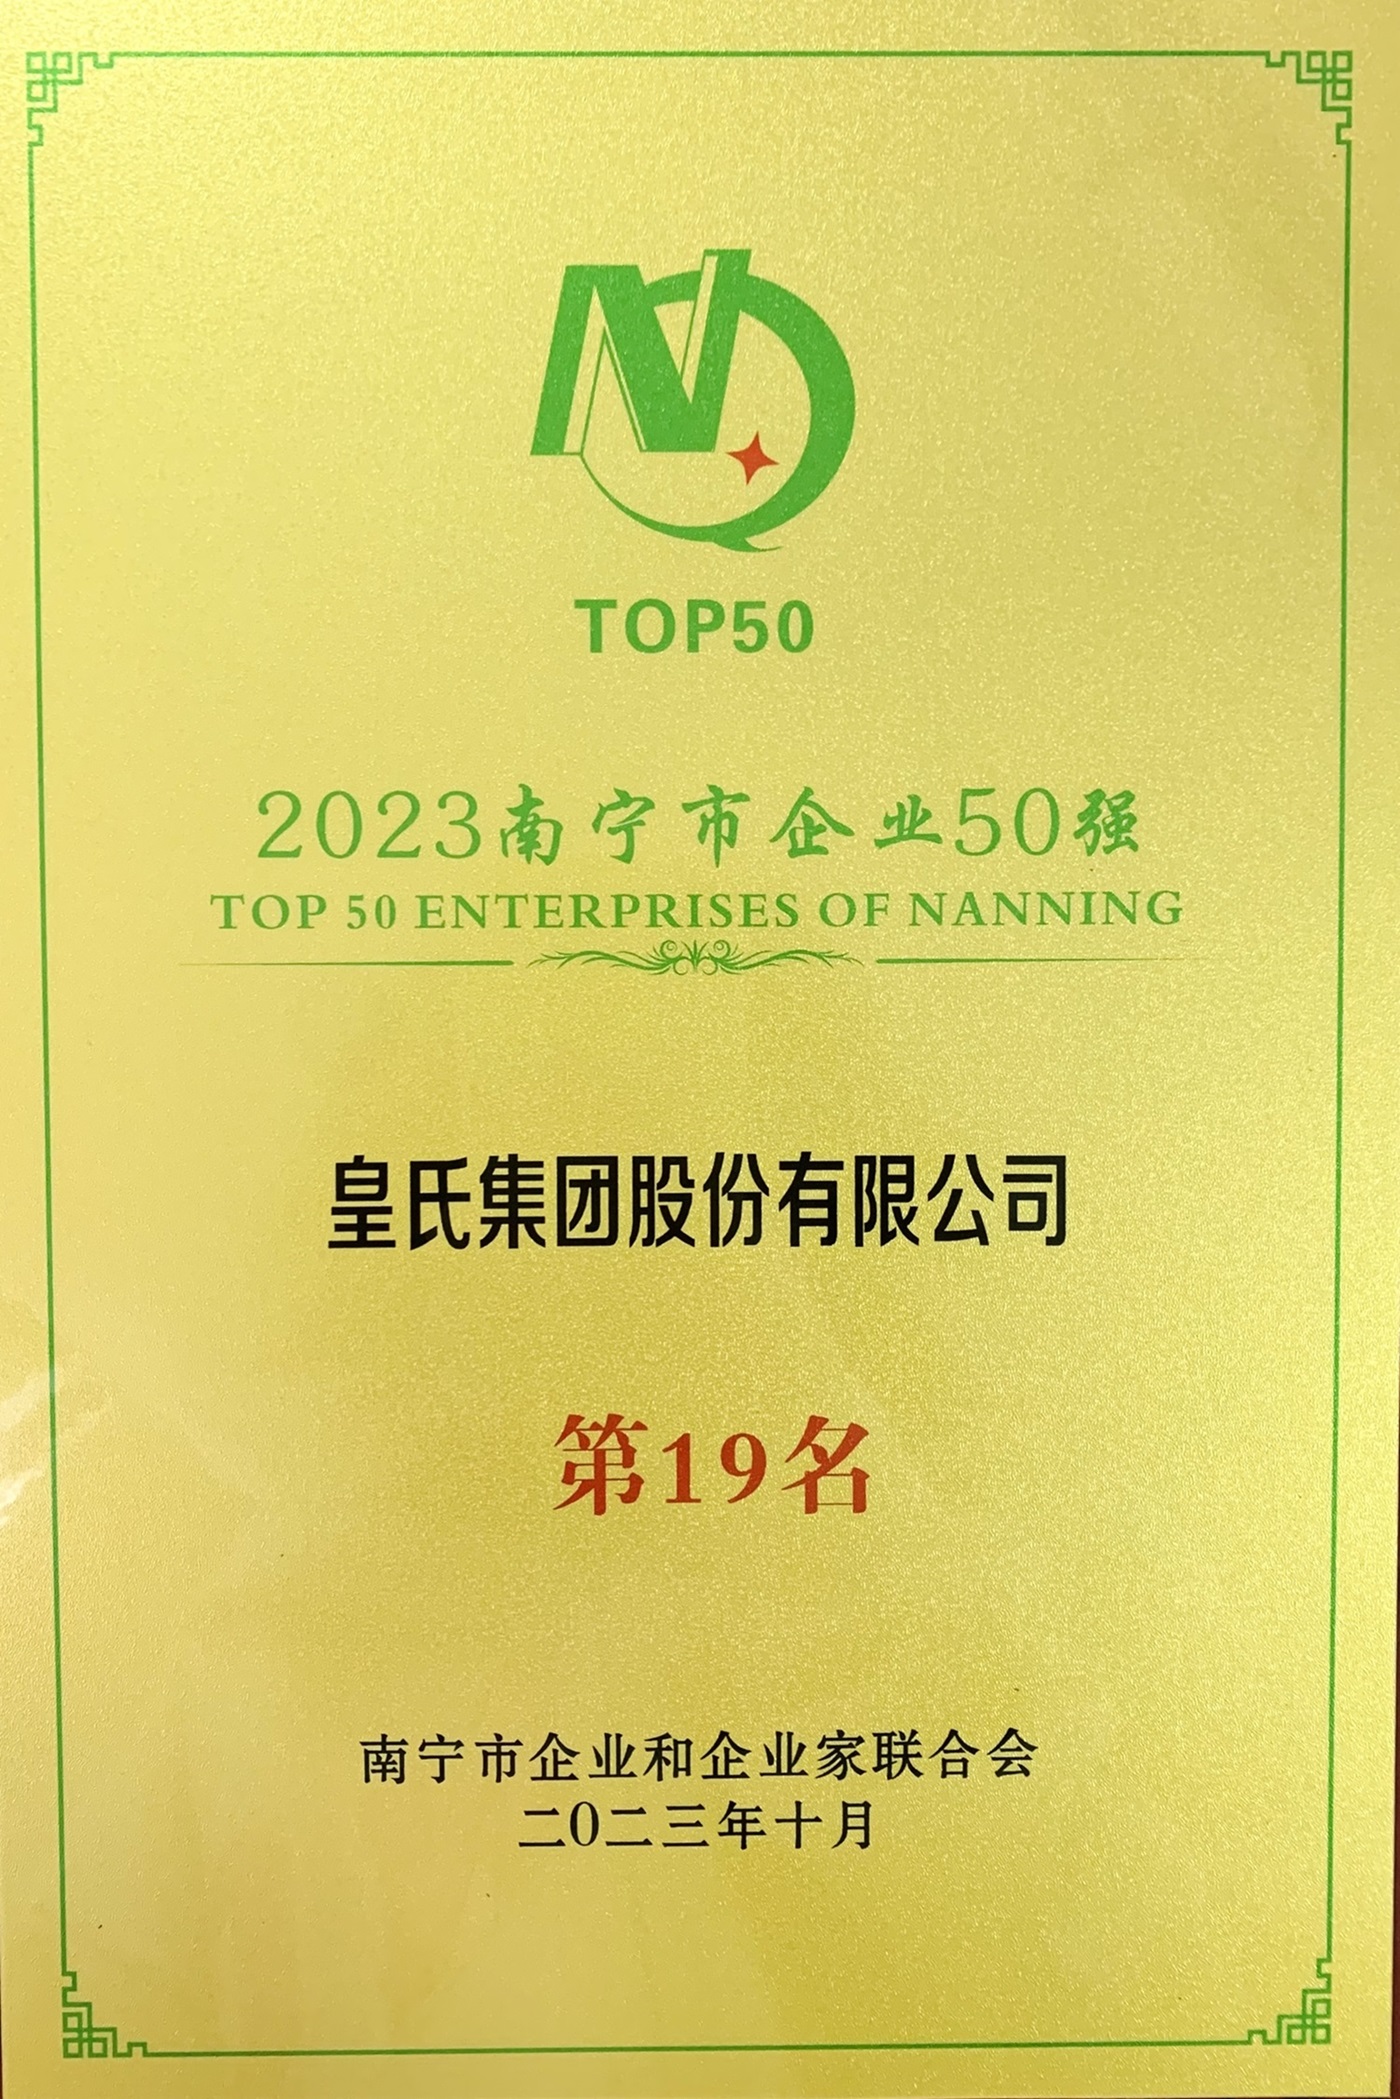 TOP50
2023南宁市企业50强
TOP 50 ENTERPRISES OF NANNING
皇氏集团股份有限公司
第19名
南宁市企业和企业家联合会
二0二三年十月